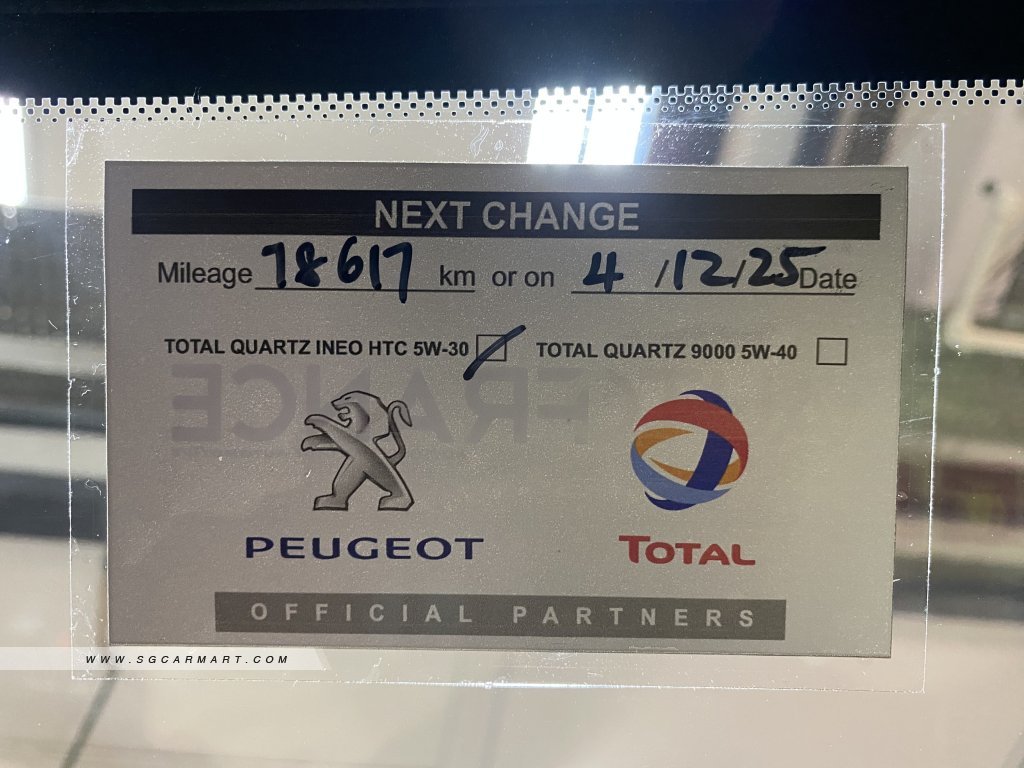 NEXT CHANGE
Mileage 78617 km or on 4/12/25 Date
TOTAL QUARTZ INEO HTC 5W-30 TOTAL QUARTZ 9000 5W-40
PEUGEOT TOTAL
OFFICIAL PARTNERS
WWW.SGCARMART.COM